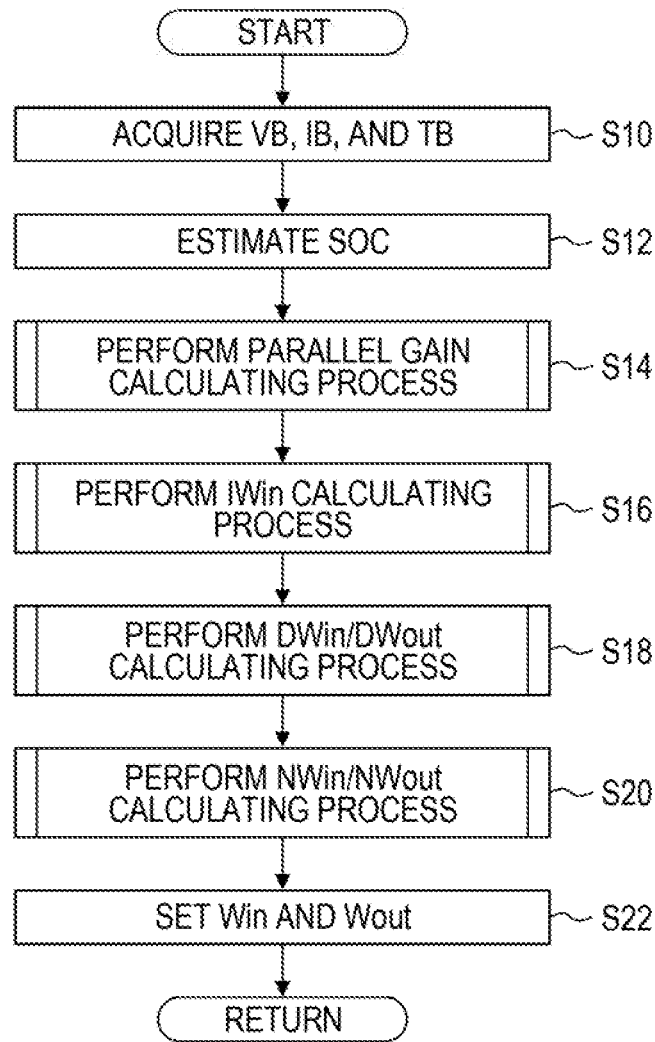 START
ACQUIRE VB, IB, AND TB
S10
ESTIMATE SOC
S12
PERFORM PARALLEL GAIN
CALCULATING PROCESS
S14
PERFORM IWin CALCULATING
PROCESS
S16
PERFORM DWin/DWout
CALCULATING PROCESS
S18
PERFORM NWin/NWout
CALCULATING PROCESS
S20
SET Win AND Wout
S22
RETURN